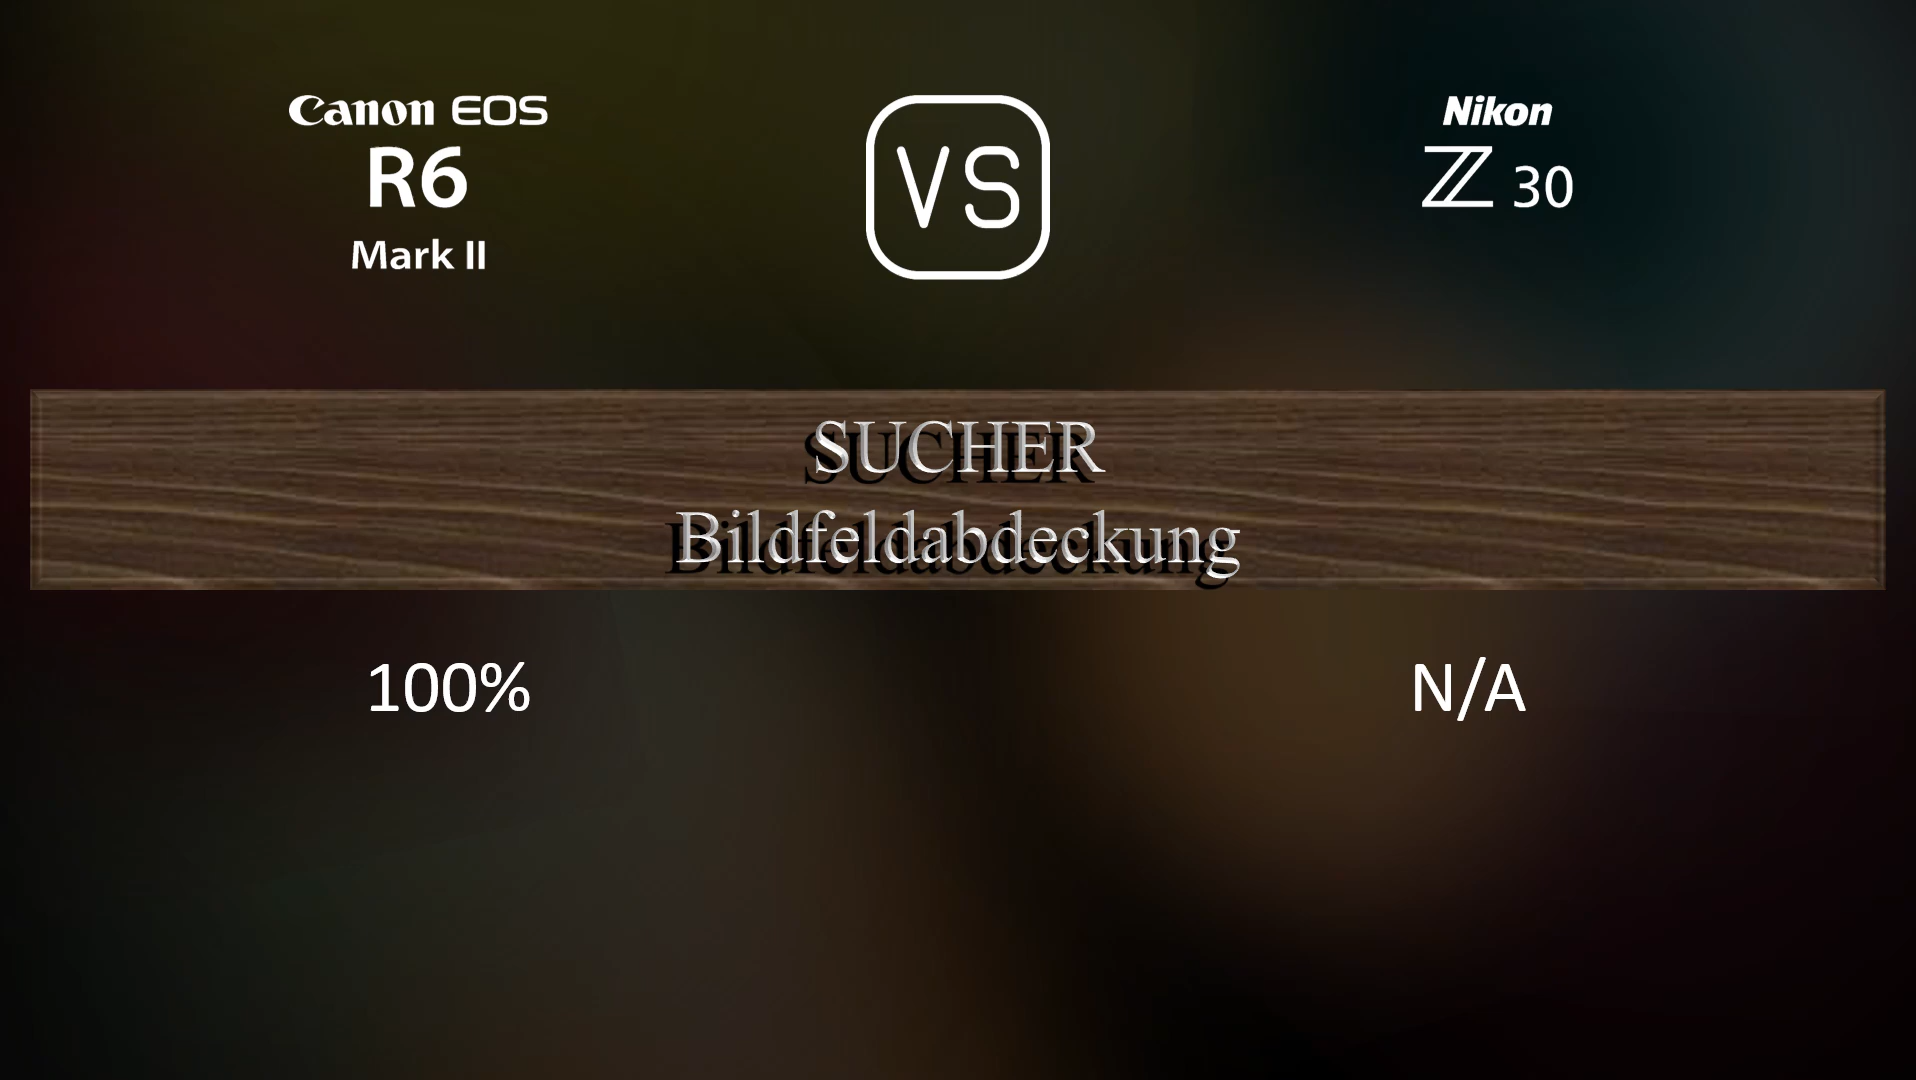 Canon EOS
R6
Mark II
VS
Nikon
Z 30
SUCHER
Bildfeldabdeckung
100%
N/A